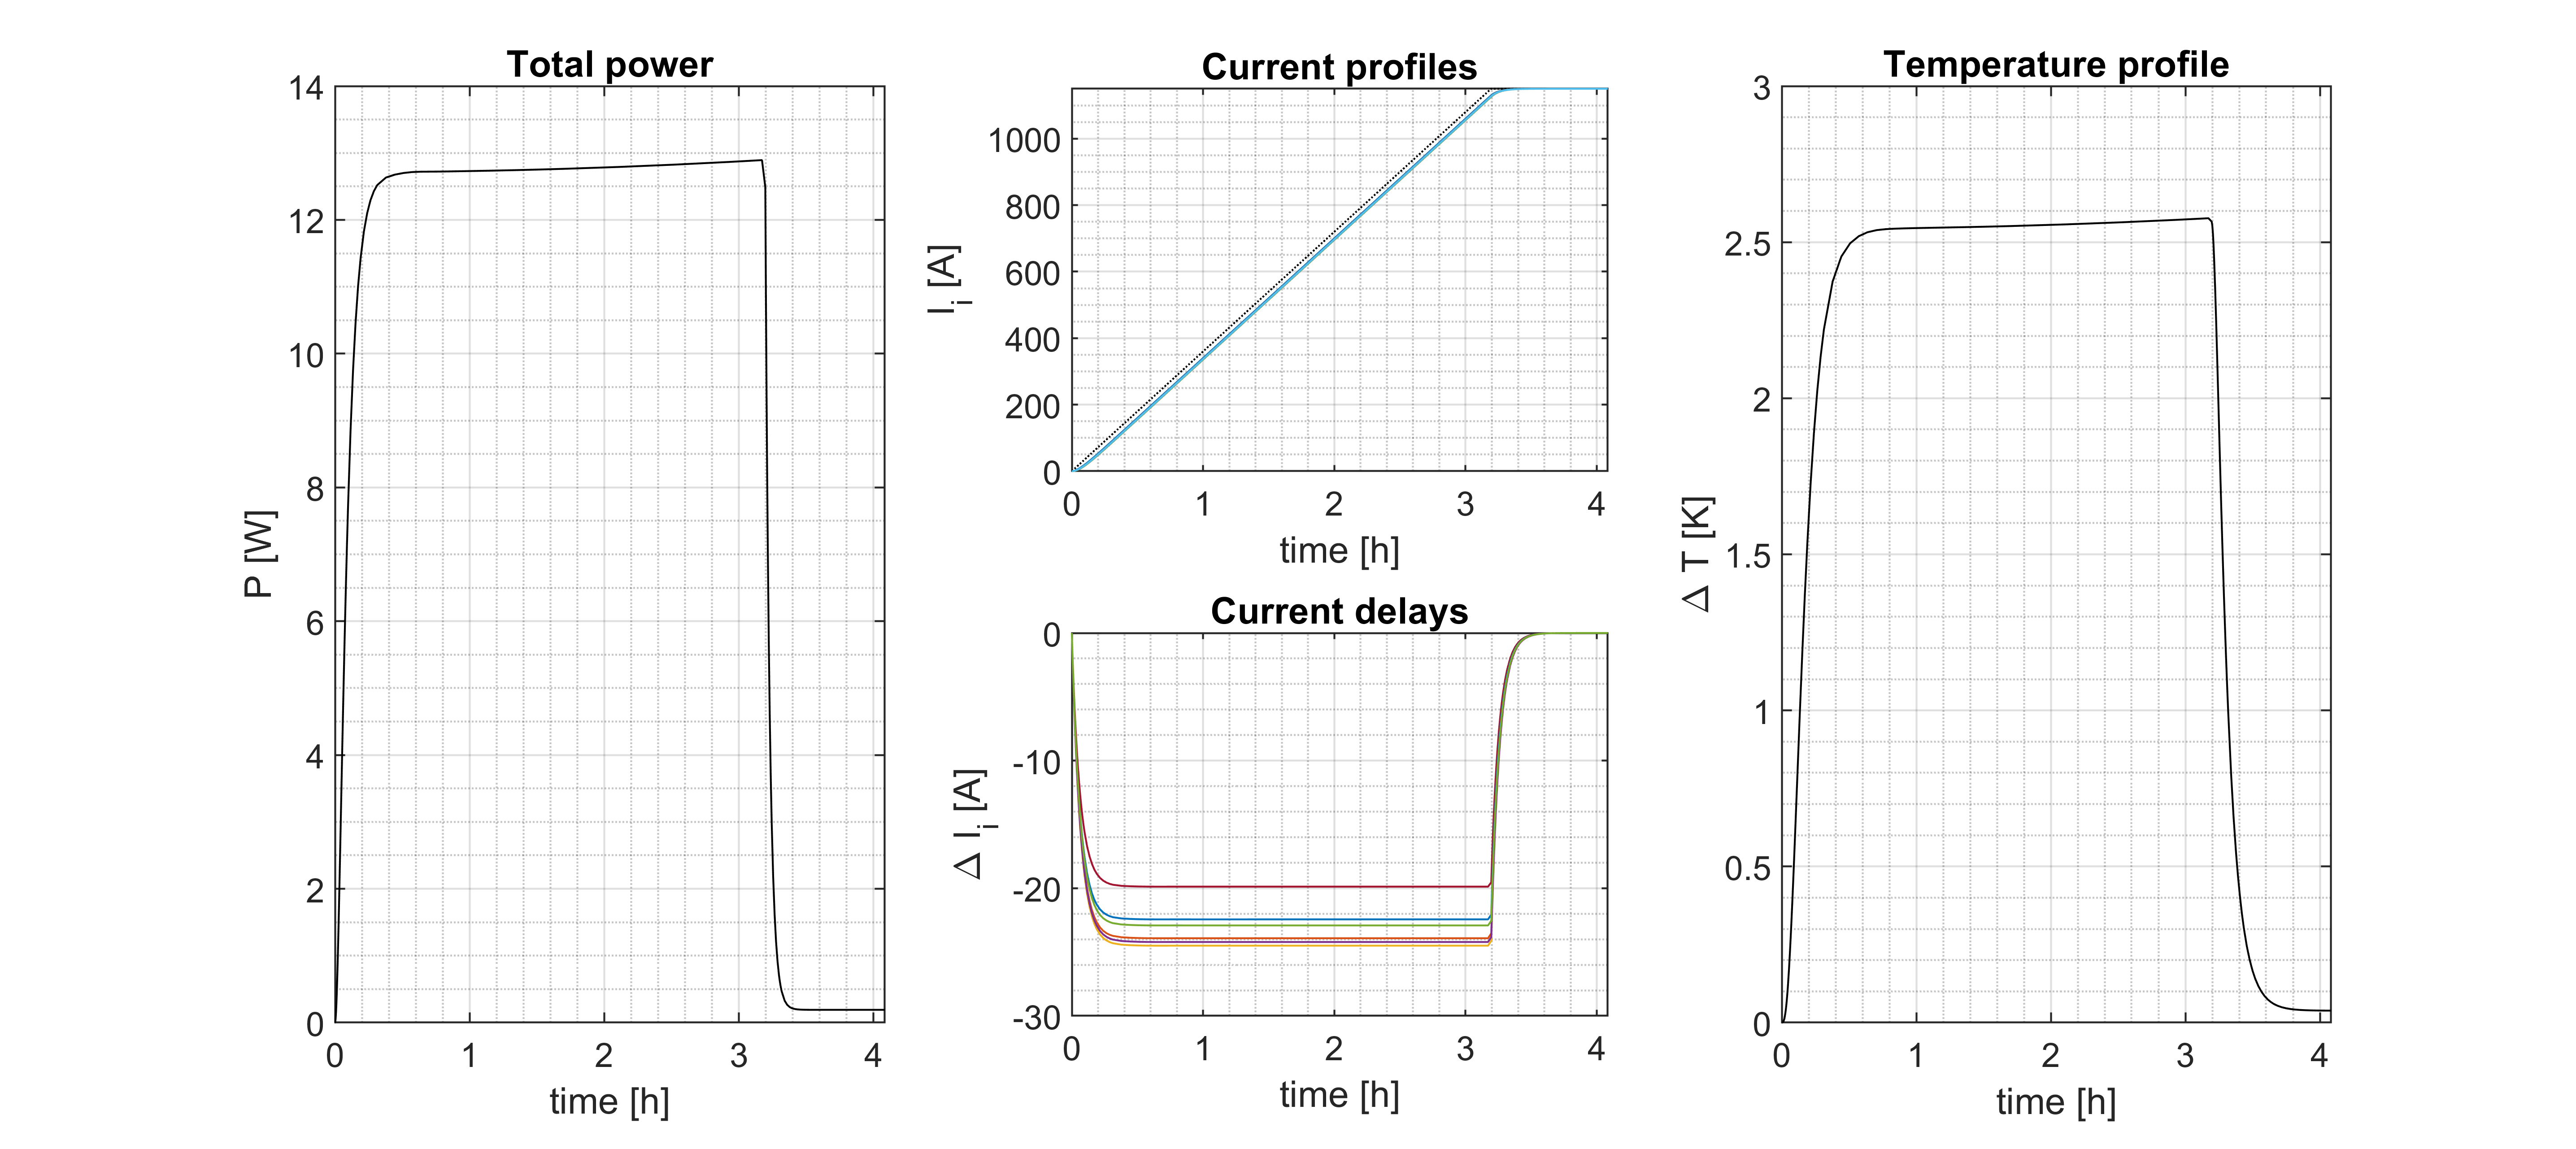 Total power
14
12
10
8
6
4
2
0
P [W]
0 1 2 3 4
time [h]
Current profiles
1000
800
600
400
200
0
I_i [A]
0 1 2 3 4
time [h]
Current delays
0
-10
-20
-30
Δ I_i [A]
0 1 2 3 4
time [h]
Temperature profile
3
2.5
2
1.5
1
0.5
0
Δ T [K]
0 1 2 3 4
time [h]